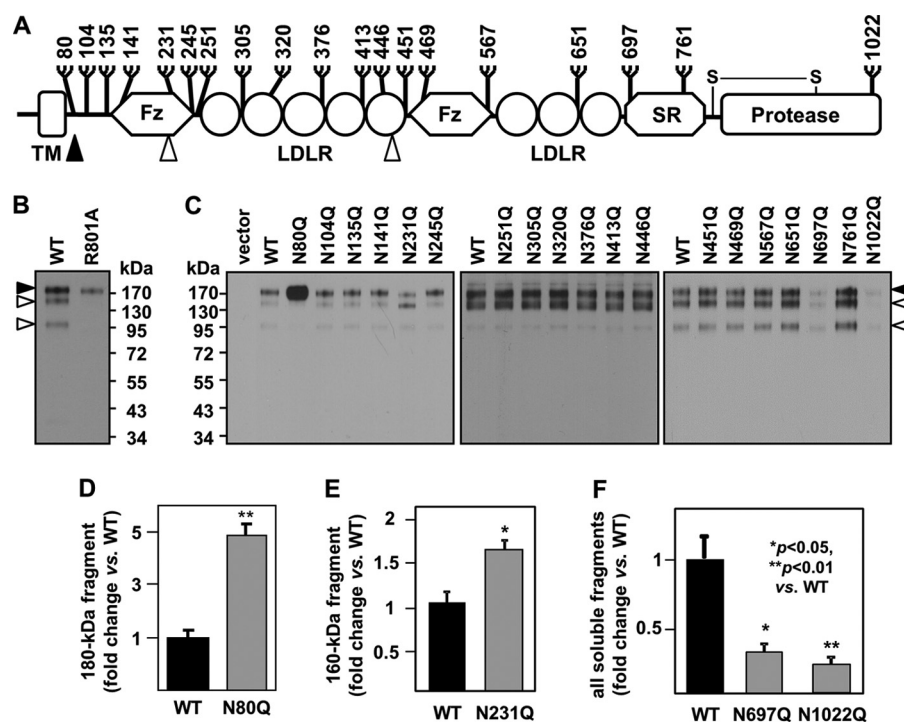 A
80 104 135 141 231 245 251 305 320 376 413 446 451 469 567 651 697 761 1022
S S
Fz Fz SR Protease
TM LDLR LDLR
B
WT R801A
kDa
170
130
95
72
55
43
34
C
vector WT N80Q N104Q N135Q N141Q N231Q N245Q
WT N251Q N305Q N320Q N376Q N413Q N446Q
WT N451Q N469Q N567Q N651Q N697Q N761Q N1022Q
kDa
170
130
95
72
55
43
34
D
180-kDa fragment
(fold change vs. WT)
5
3
1
**
WT N80Q
E
160-kDa fragment
(fold change vs. WT)
2
1.5
1
0.5
*
WT N231Q
F
all soluble fragments
(fold change vs. WT)
1
0.5
*p<0.05,
**p<0.01
vs. WT
*
**
WT N697Q N1022Q